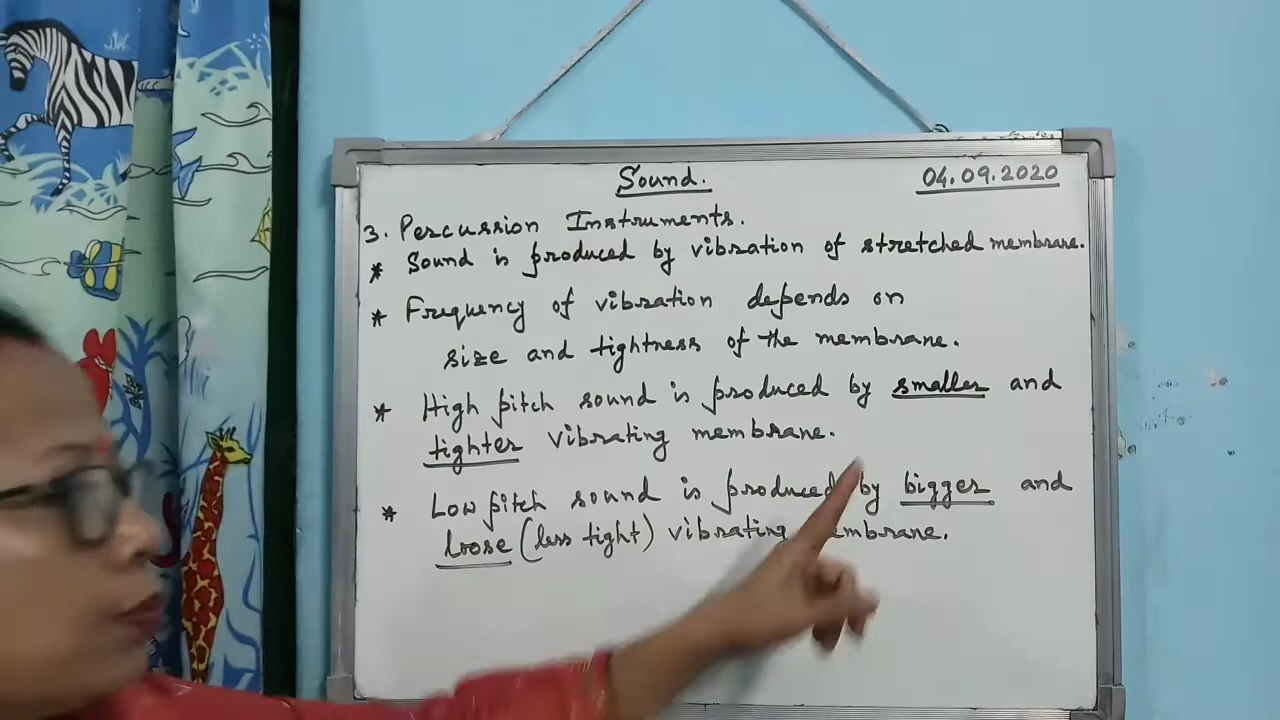 Sound. 04.09.2020
3. Percussion Instruments.
* Sound is produced by vibration of stretched membrane.
* Frequency of vibration depends on
size and tightness of the membrane.
* High pitch sound is produced by smaller and
tighter vibrating membrane.
* Low pitch sound is produced by bigger and
loose (less tight) vibrating membrane.